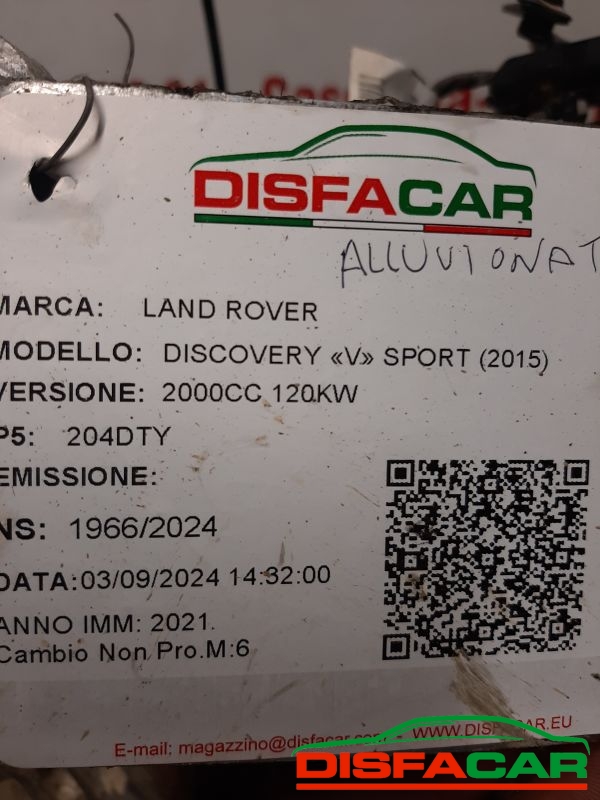 DISFACAR
ALLUVIONAT
MARCA: LAND ROVER
MODELLO: DISCOVERY «V» SPORT (2015)
VERSIONE: 2000CC 120KW
P5: 204DTY
EMISSIONE:
NS: 1966/2024
DATA:03/09/2024 14:32:00
ANNO IMM: 2021.
Cambio Non Pro.M:6
WWW.DISFACAR.EU
E-mail: magazzino@disfacar.com
DISFACAR